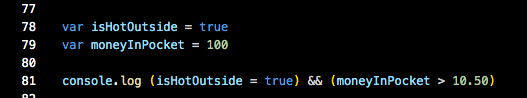 77
78 var isHotOutside = true
79 var moneyInPocket = 100
80
81 console.log (isHotOutside = true) && (moneyInPocket > 10.50)